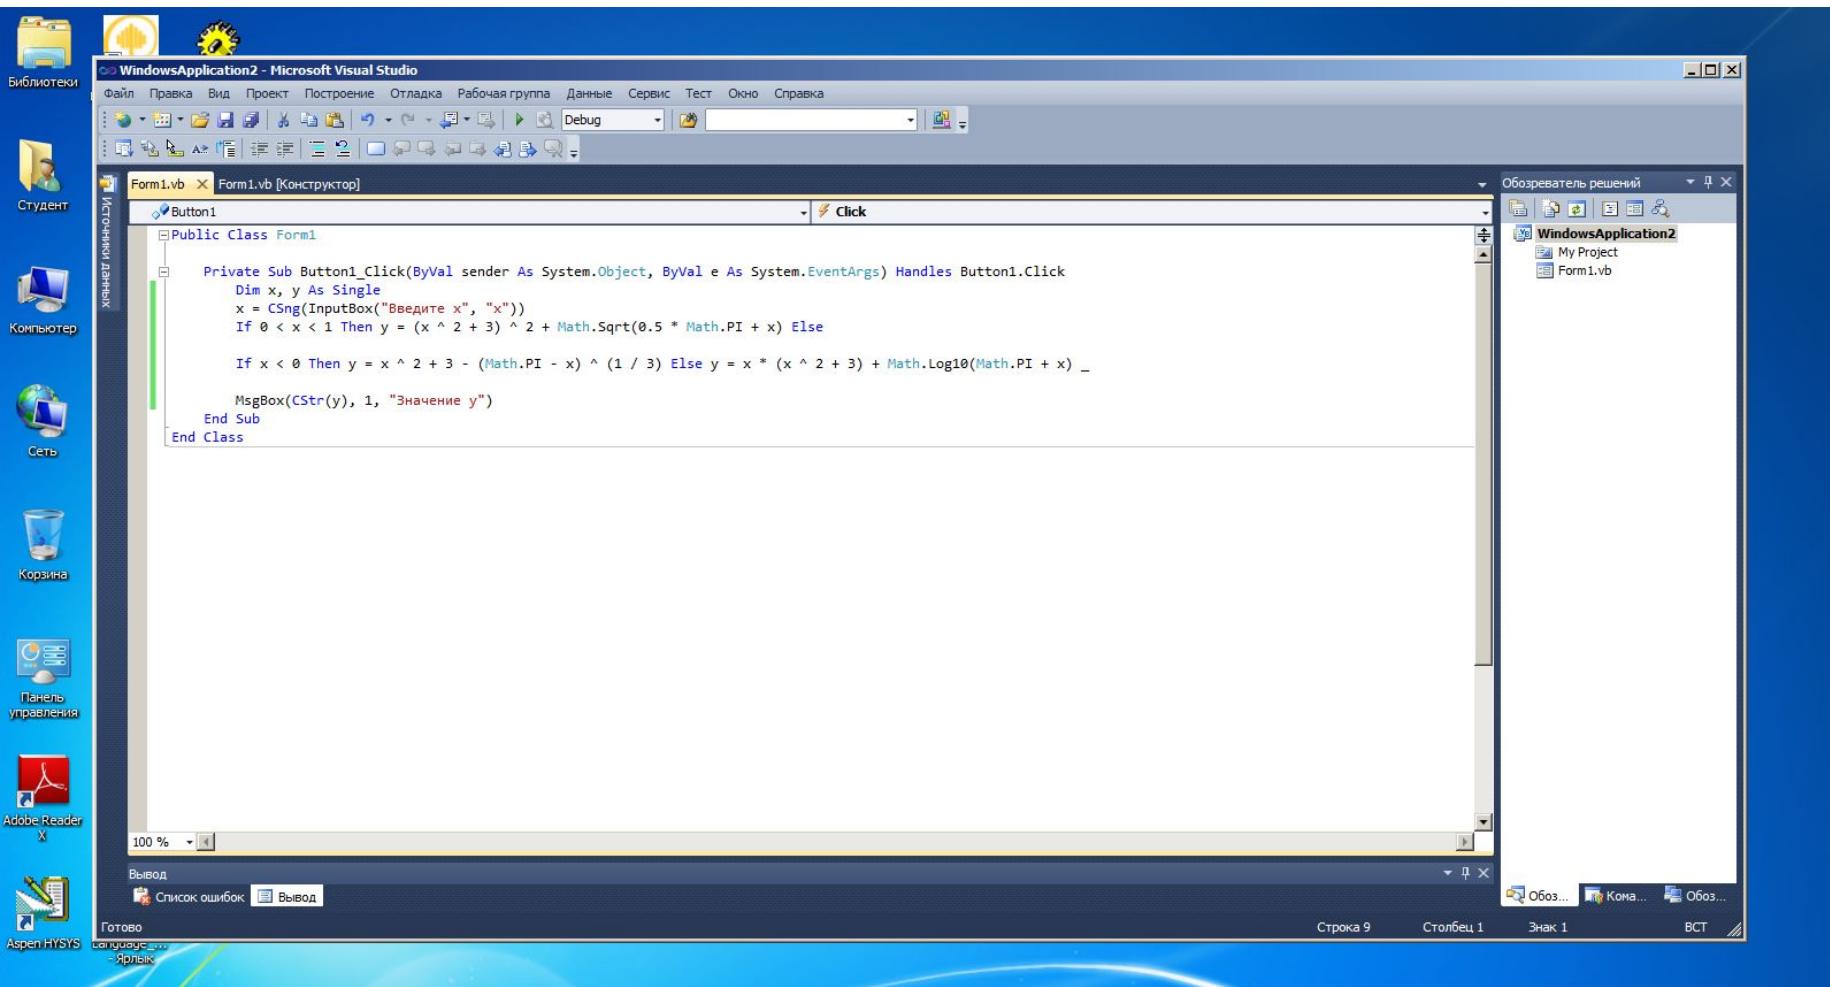 Библиотеки
Студент
Компьютер
Сеть
Корзина
Панель
управления
Adobe Reader
X
Aspen HYSYS
- Ярлык
WindowsApplication2 - Microsoft Visual Studio
Файл Правка Вид Проект Построение Отладка Рабочая группа Данные Сервис Тест Окно Справка
Debug
Источники данных
Form1.vb Form1.vb [Конструктор]
Button1 Click
Public Class Form1
Private Sub Button1_Click(ByVal sender As System.Object, ByVal e As System.EventArgs) Handles Button1.Click
Dim x, y As Single
x = CSng(InputBox("Введите x", "x"))
If 0 < x < 1 Then y = (x ^ 2 + 3) ^ 2 + Math.Sqrt(0.5 * Math.PI + x) Else
If x < 0 Then y = x ^ 2 + 3 - (Math.PI - x) ^ (1 / 3) Else y = x * (x ^ 2 + 3) + Math.Log10(Math.PI + x) _
MsgBox(CStr(y), 1, "Значение y")
End Sub
End Class
100 %
Вывод
Список ошибок Вывод
Готово Строка 9 Столбец 1 Знак 1 ВСТ
Обозреватель решений
WindowsApplication2
My Project
Form1.vb
Обоз... Кома... Обоз...